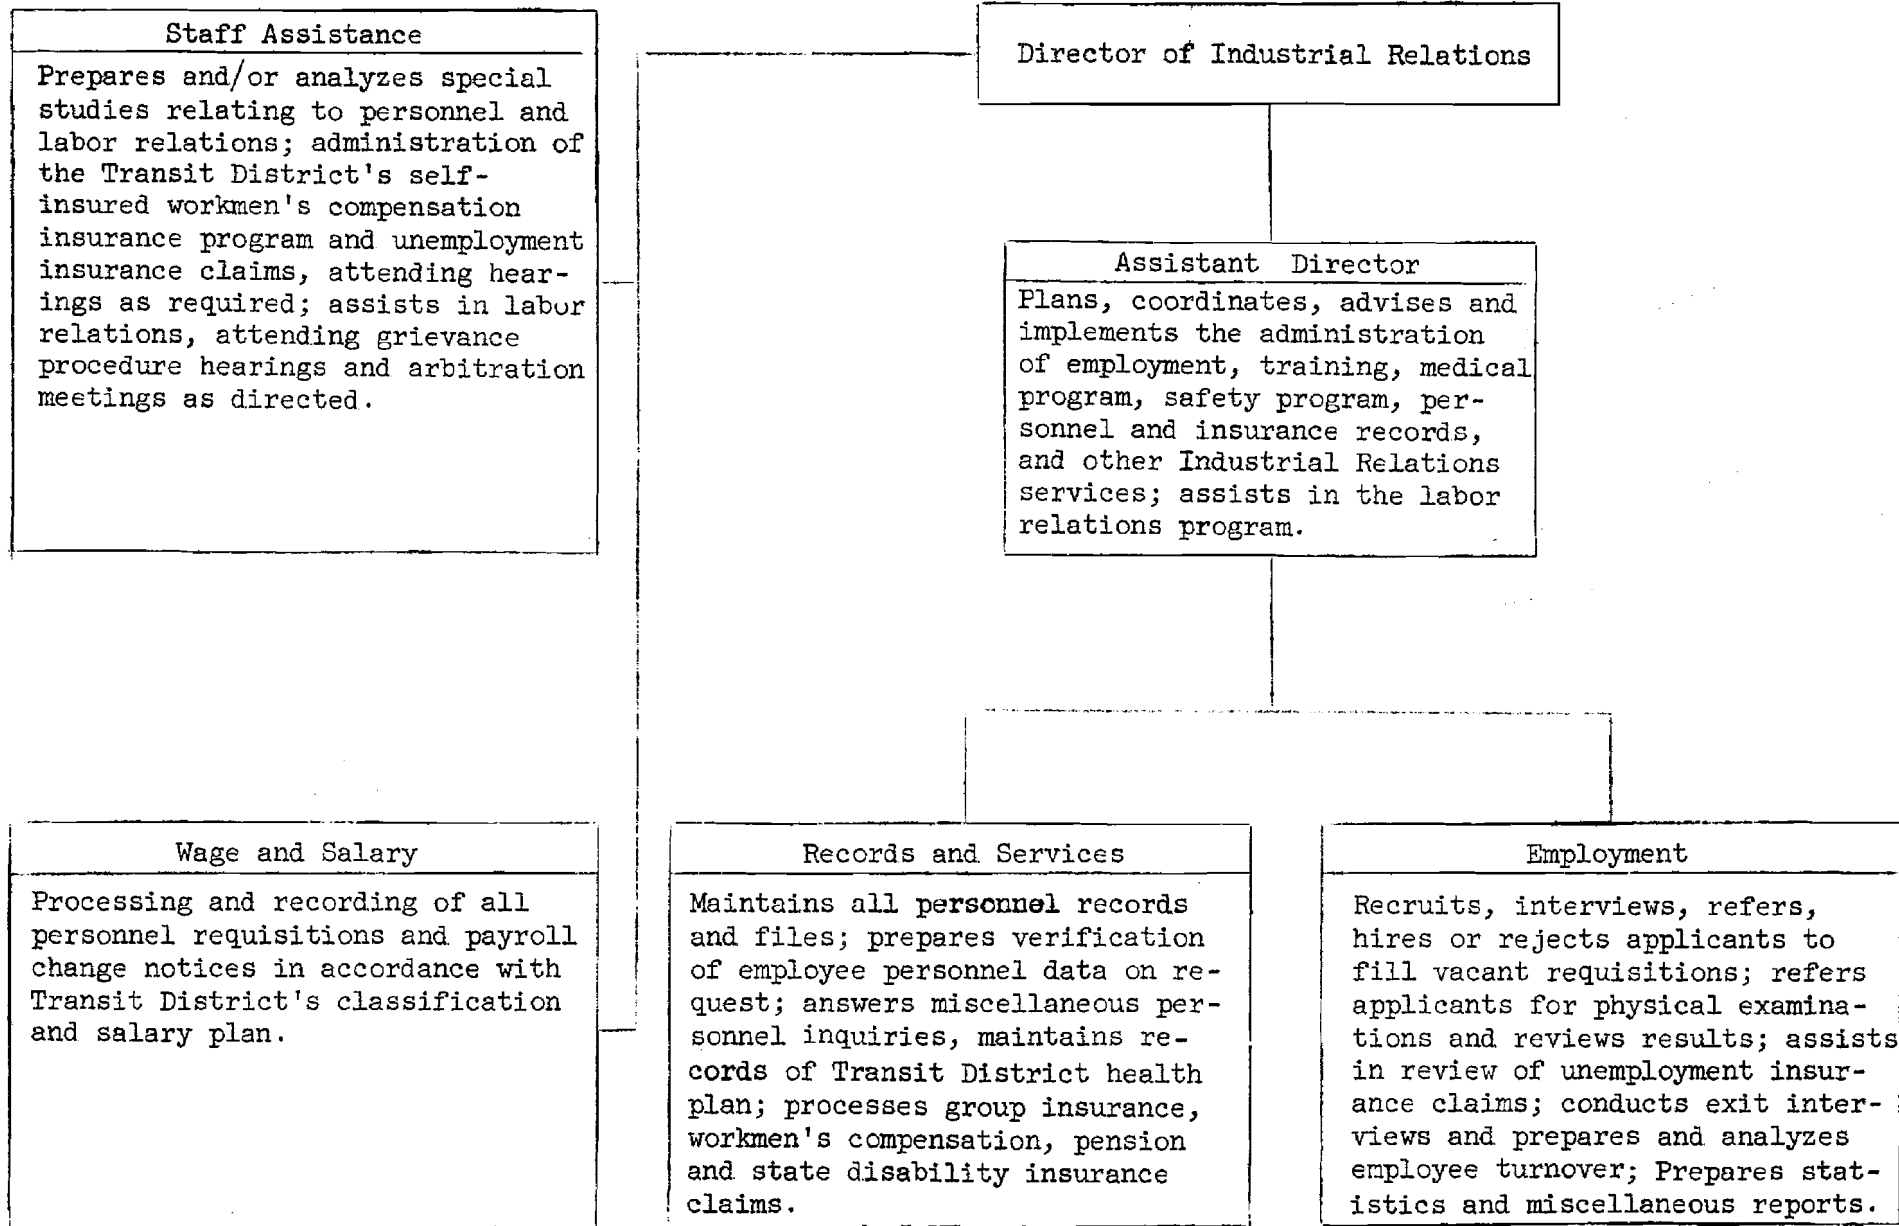 Staff Assistance
Prepares and/or analyzes special
studies relating to personnel and
labor relations; administration of
the Transit District's self-
insured workmen's compensation
insurance program and unemployment
insurance claims, attending hear-
ings as required; assists in labor
relations, attending grievance
procedure hearings and arbitration
meetings as directed.
Director of Industrial Relations
Assistant Director
Plans, coordinates, advises and
implements the administration
of employment, training, medical
program, safety program, per-
sonnel and insurance records,
and other Industrial Relations
services; assists in the labor
relations program.
Wage and Salary
Processing and recording of all
personnel requisitions and payroll
change notices in accordance with
Transit District's classification
and salary plan.
Records and Services
Maintains all personnel records
and files; prepares verification
of employee personnel data on re-
quest; answers miscellaneous per-
sonnel inquiries, maintains re-
cords of Transit District health
plan; processes group insurance,
workmen's compensation, pension
and state disability insurance
claims.
Employment
Recruits, interviews, refers,
hires or rejects applicants to
fill vacant requisitions; refers
applicants for physical examina-
tions and reviews results; assists
in review of unemployment insur-
ance claims; conducts exit inter-
views and prepares and analyzes
employee turnover; Prepares stat-
istics and miscellaneous reports.